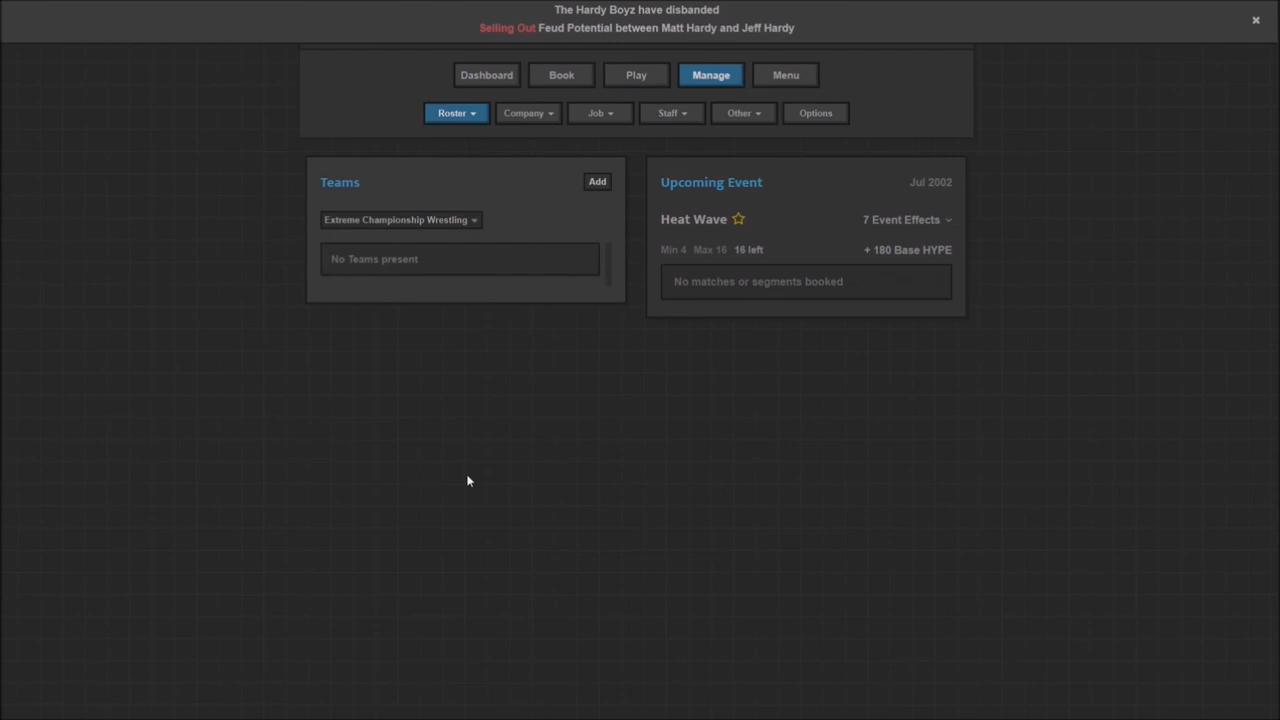 The Hardy Boyz have disbanded
Selling Out Feud Potential between Matt Hardy and Jeff Hardy
×
Dashboard Book Play Manage Menu
Roster Company Job Staff Other Options
Teams Add
Extreme Championship Wrestling
No Teams present
Upcoming Event Jul 2002
Heat Wave 7 Event Effects
Min 4 Max 16 16 left + 180 Base HYPE
No matches or segments booked